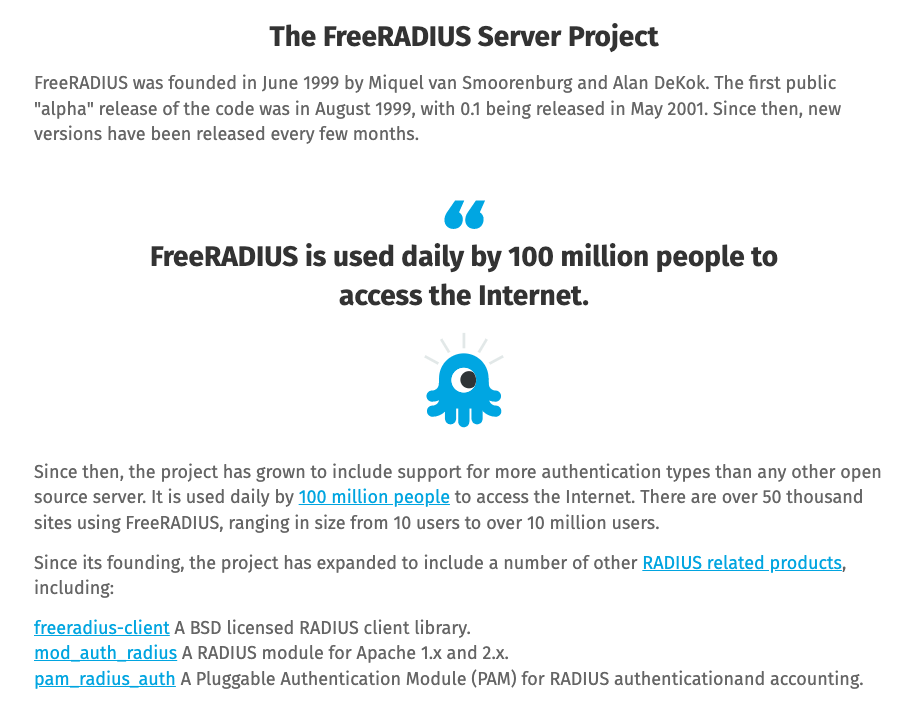 The FreeRADIUS Server Project
FreeRADIUS was founded in June 1999 by Miquel van Smoorenburg and Alan DeKok. The first public
"alpha" release of the code was in August 1999, with 0.1 being released in May 2001. Since then, new
versions have been released every few months.
“
FreeRADIUS is used daily by 100 million people to
access the Internet.
Since then, the project has grown to include support for more authentication types than any other open
source server. It is used daily by 100 million people to access the Internet. There are over 50 thousand
sites using FreeRADIUS, ranging in size from 10 users to over 10 million users.
Since its founding, the project has expanded to include a number of other RADIUS related products,
including:
freeradius-client A BSD licensed RADIUS client library.
mod_auth_radius A RADIUS module for Apache 1.x and 2.x.
pam_radius_auth A Pluggable Authentication Module (PAM) for RADIUS authenticationand accounting.